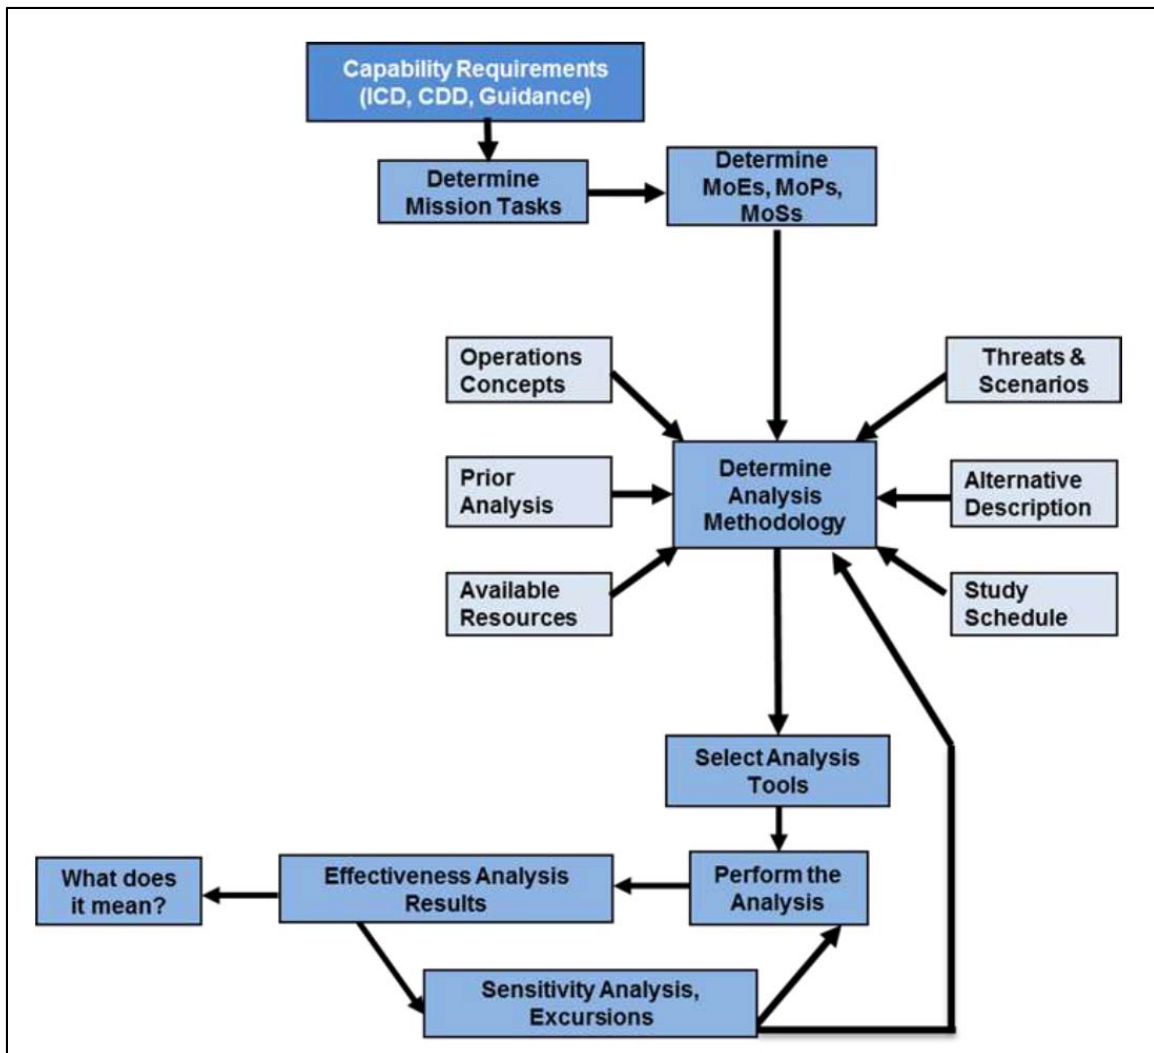 Capability Requirements
(ICD, CDD, Guidance)
Determine
Mission Tasks
Determine
MoEs, MoPs,
MoSs
Operations
Concepts
Threats &
Scenarios
Prior
Analysis
Determine
Analysis
Methodology
Alternative
Description
Available
Resources
Study
Schedule
Select Analysis
Tools
What does
it mean?
Effectiveness Analysis
Results
Perform the
Analysis
Sensitivity Analysis,
Excursions